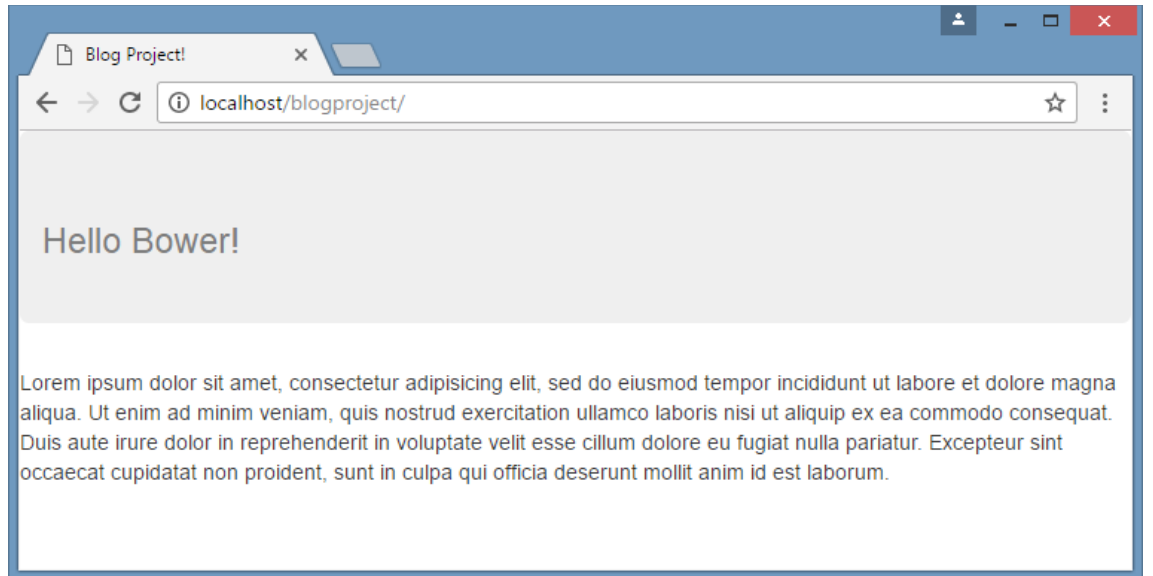 Blog Project!
localhost/blogproject/
Hello Bower!
Lorem ipsum dolor sit amet, consectetur adipisicing elit, sed do eiusmod tempor incididunt ut labore et dolore magna
aliqua. Ut enim ad minim veniam, quis nostrud exercitation ullamco laboris nisi ut aliquip ex ea commodo consequat.
Duis aute irure dolor in reprehenderit in voluptate velit esse cillum dolore eu fugiat nulla pariatur. Excepteur sint
occaecat cupidatat non proident, sunt in culpa qui officia deserunt mollit anim id est laborum.